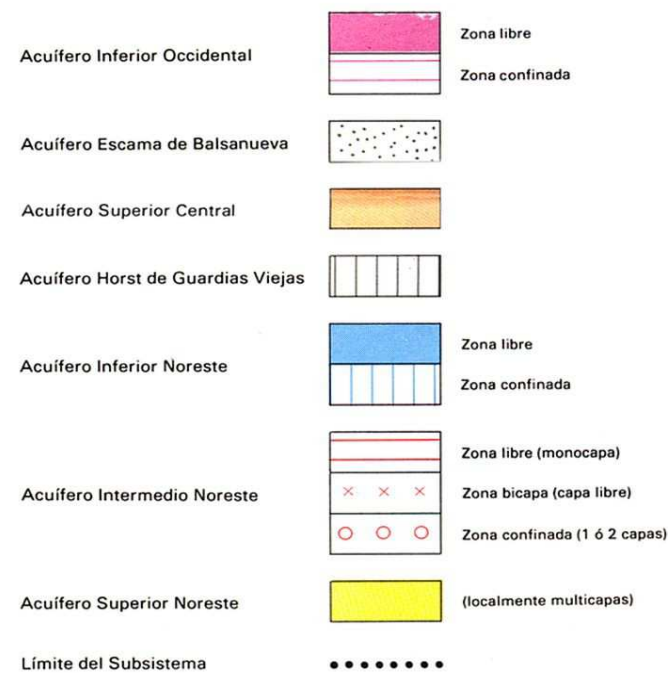 Acuífero Inferior Occidental
Zona libre
Zona confinada
Acuífero Escama de Balsanueva
Acuífero Superior Central
Acuífero Horst de Guardias Viejas
Acuífero Inferior Noreste
Zona libre
Zona confinada
Acuífero Intermedio Noreste
Zona libre (monocapa)
Zona bicapa (capa libre)
Zona confinada (1 ó 2 capas)
Acuífero Superior Noreste
(localmente multicapas)
Límite del Subsistema